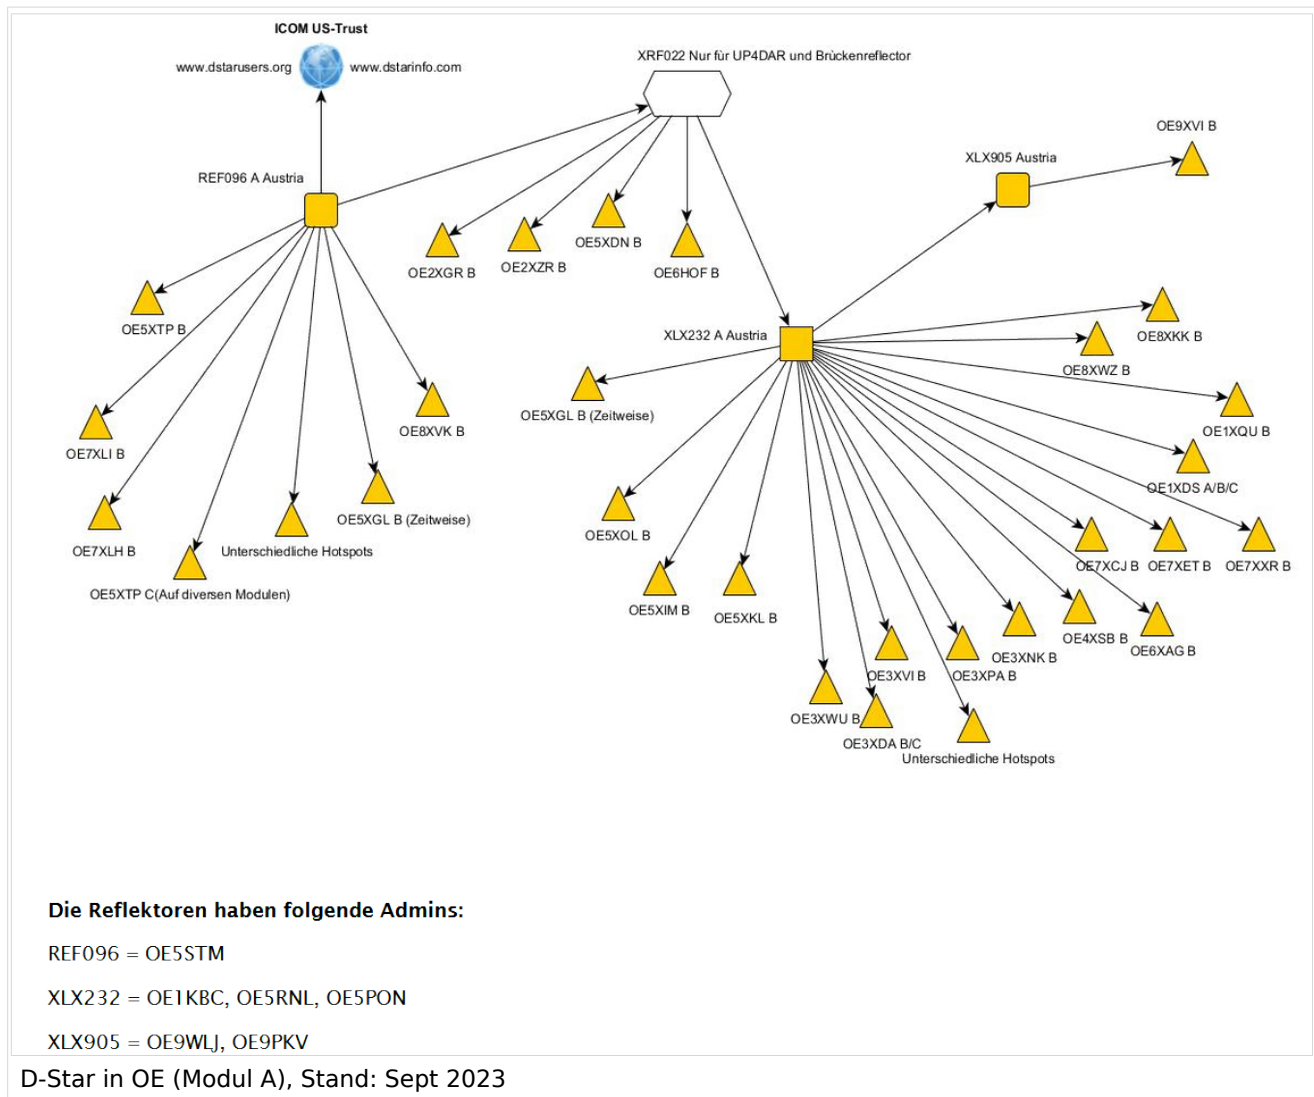 ICOM US-Trust
www.dstarusers.org www.dstarinfo.com
XRF022 Nur für UP4DAR und Brückenreflector
OE9XVI B
XLX905 Austria
REF096 A Austria
OE5XDN B
OE2XGR B
OE2XZR B
OE6HOF B
OE5XTP B
XLX232 A Austria
OE8XKK B
OE8XWZ B
OE5XGL B (Zeitweise)
OE8XVK B
OE1XQU B
OE7XLI B
OE1XDS A/B/C
OE5XGL B (Zeitweise)
OE5XOL B
OE7XLH B
Unterschiedliche Hotspots
OE7XCJ B
OE7XET B
OE7XXR B
OE5XTP C(Auf diversen Modulen)
OE5XIM B
OE5XKL B
OE4XSB B
OE6XAG B
OE3XNK B
OE3XVI B
OE3XPA B
OE3XWU B
OE3XDA B/C
Unterschiedliche Hotspots
Die Reflektoren haben folgende Admins:
REF096 = OE5STM
XLX232 = OE1KBC, OE5RNL, OE5PON
XLX905 = OE9WLJ, OE9PKV
D-Star in OE (Modul A), Stand: Sept 2023